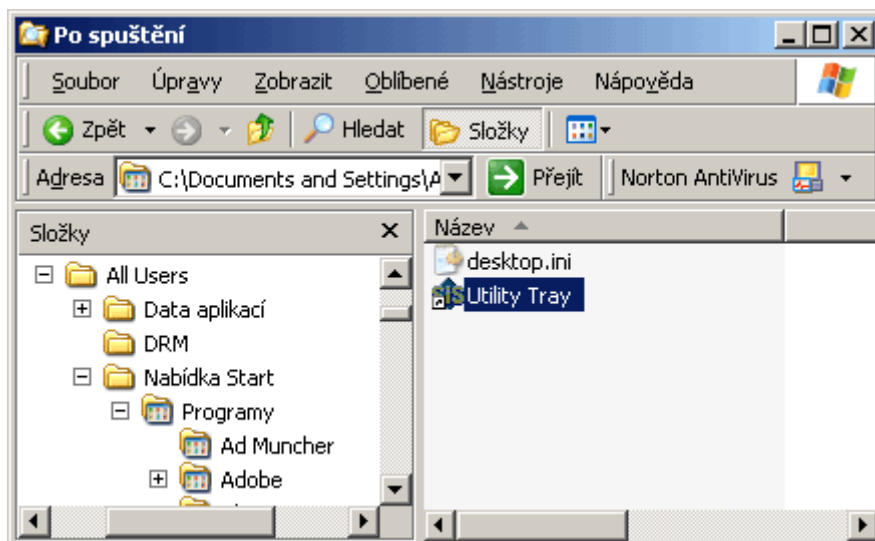 Po spuštění
Soubor Úpravy Zobrazit Oblíbené Nástroje Nápověda
Zpět Hledat Složky
Adresa C:\Documents and Settings\A Přejít Norton AntiVirus
Složky
All Users
Data aplikací
DRM
Nabídka Start
Programy
Ad Muncher
Adobe
Název
desktop.ini
SiS Utility Tray